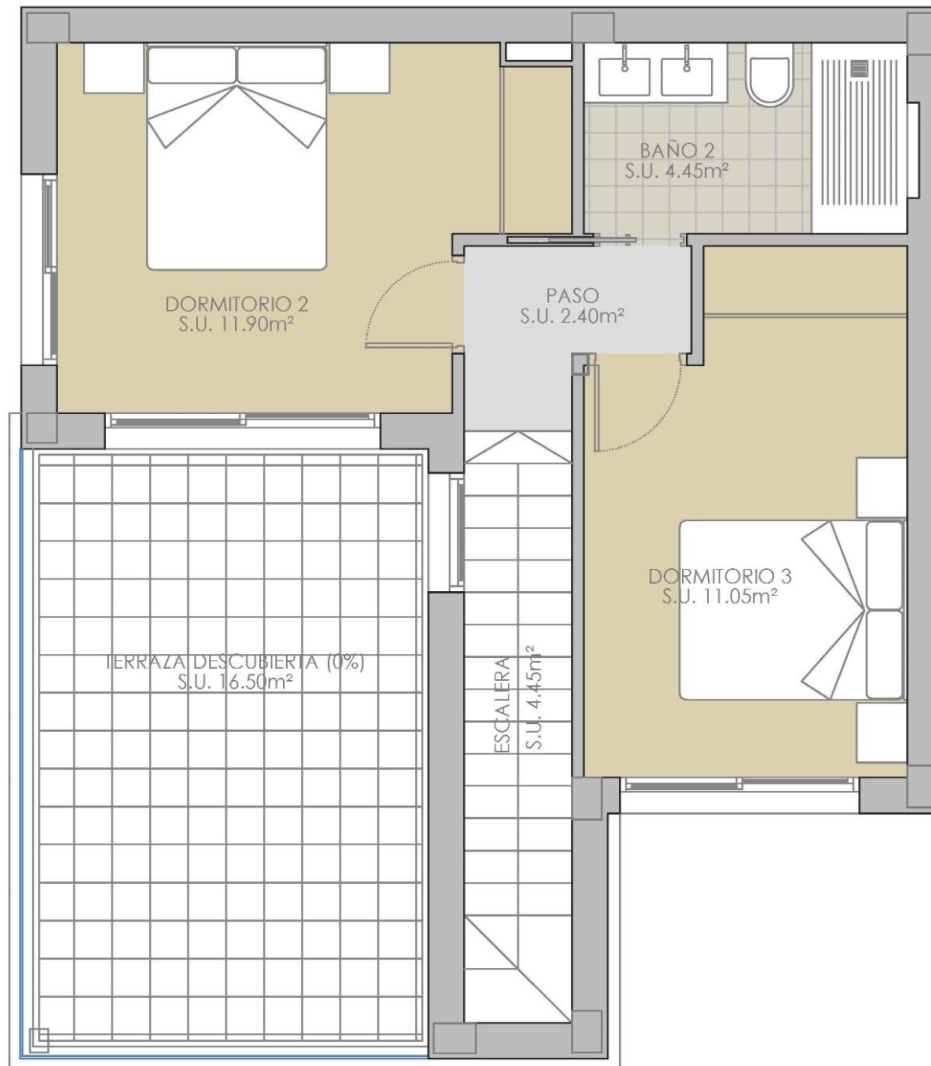 BAÑO 2
S.U. 4.45m²
DORMITORIO 2
S.U. 11.90m²
PASO
S.U. 2.40m²
DORMITORIO 3
S.U. 11.05m²
TERRAZA DESCUBIERTA (0%)
S.U. 16.50m²
ESCALERA
S.U. 4.45m²